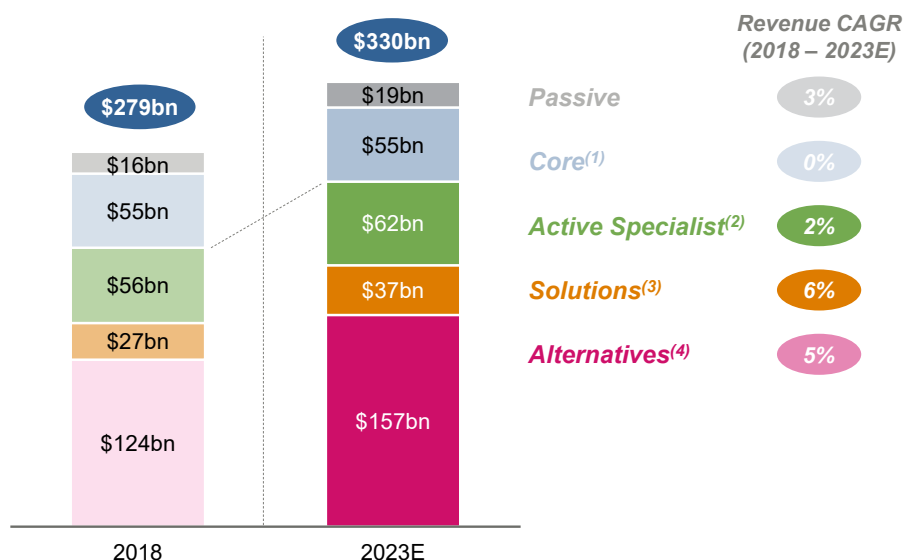 Revenue CAGR
(2018 – 2023E)
$279bn
$330bn
$16bn
$55bn
$56bn
$27bn
$124bn
$19bn
$55bn
$62bn
$37bn
$157bn
Passive 3%
Core(1) 0%
Active Specialist(2) 2%
Solutions(3) 6%
Alternatives(4) 5%
2018 2023E